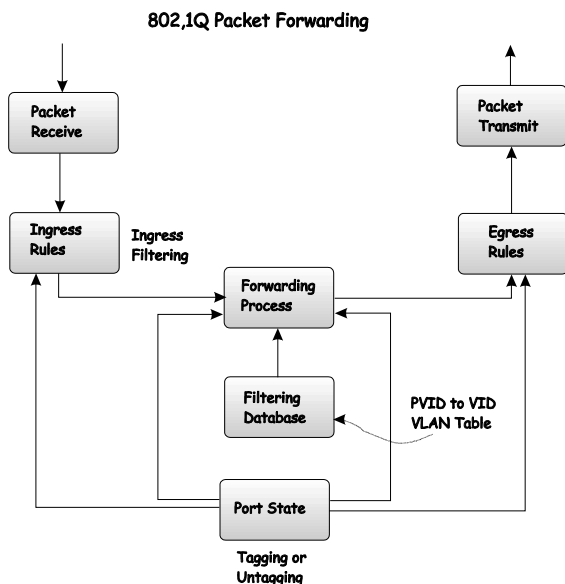 802,1Q Packet Forwarding
Packet
Receive
Packet
Transmit
Ingress
Rules
Ingress
Filtering
Egress
Rules
Forwarding
Process
Filtering
Database
PVID to VID
VLAN Table
Port State
Tagging or
Untagging